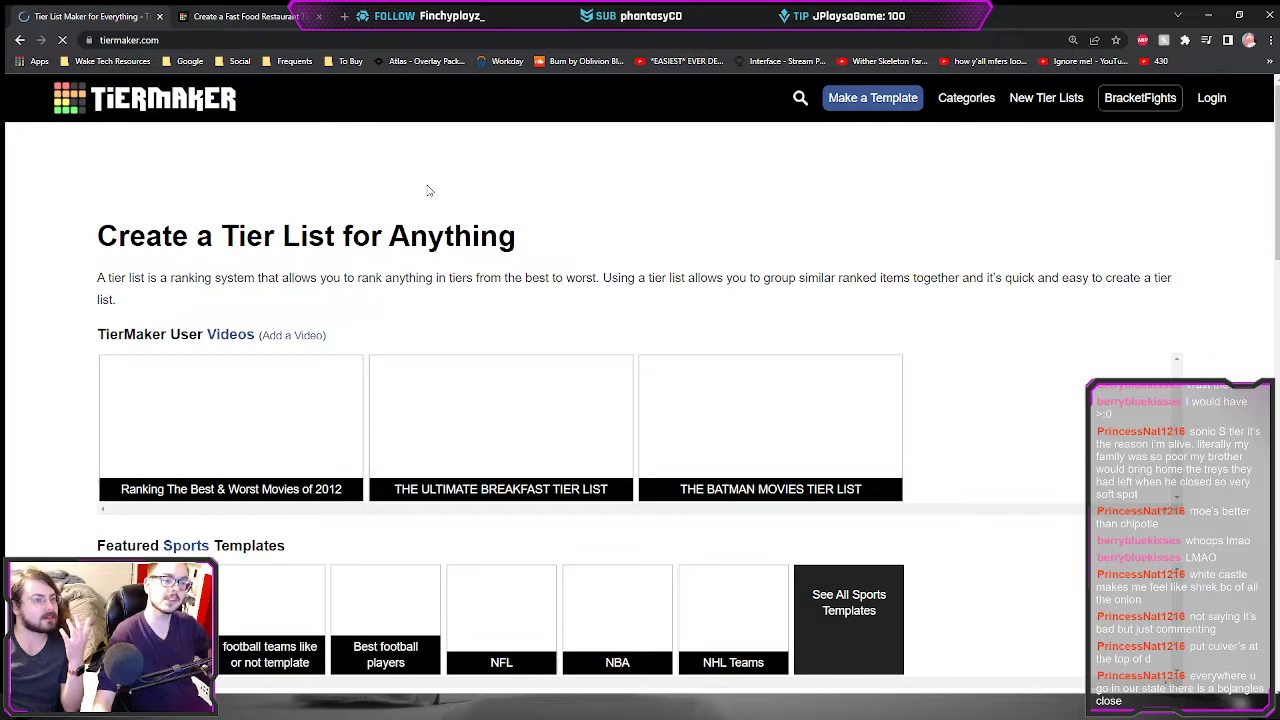 Tier List Maker for Everything - Create a Fast Food Restaurant T
FOLLOW Finchyplayz_ SUB phantasyCD TIP JPlaysaGame: 100
tiermaker.com
Apps Wake Tech Resources Google Social Frequents To Buy Atlas - Overlay Pack... Workday Burn by Oblivion Bl... *EASIEST* EVER DE... Interface - Stream P... Wither Skeleton Far... how y'all mfers loo... Ignore me! - YouTu... 430 »
TiERMAKER
Make a Template Categories New Tier Lists BracketFights Login
Create a Tier List for Anything
A tier list is a ranking system that allows you to rank anything in tiers from the best to worst. Using a tier list allows you to group similar ranked items together and it's quick and easy to create a tier
list.
TierMaker User Videos (Add a Video)
Ranking The Best & Worst Movies of 2012 THE ULTIMATE BREAKFAST TIER LIST THE BATMAN MOVIES TIER LIST
Featured Sports Templates
football teams like
or not template
Best football
players
NFL
NBA
NHL Teams
See All Sports
Templates
berrybluekisses I would have
>:0
PrincessNat1216 sonic S tier it's
the reason i'm alive. literally my
family was so poor my brother
would bring home the treys they
had left when he closed so very
soft spot
PrincessNat1216 moe's better
than chipotle
berrybluekisses whoops lmao
berrybluekisses LMAO
PrincessNat1216 white castle
makes me feel like shrek bc of all
the onion
PrincessNat1216 not saying it's
bad but just commenting
PrincessNat1216 put culver's at
the top of d
PrincessNat1216 everywhere u
go in our state there is a bojangles
close